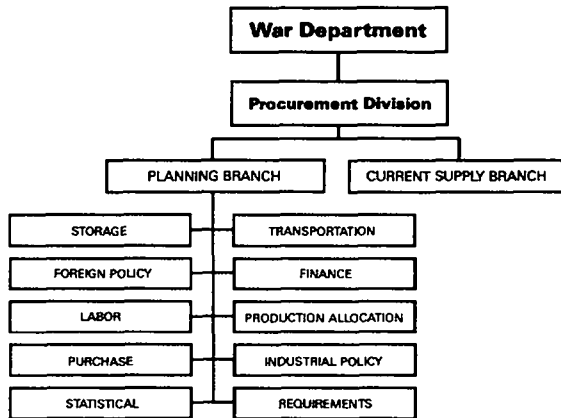 War Department
Procurement Division
PLANNING BRANCH
CURRENT SUPPLY BRANCH
STORAGE
TRANSPORTATION
FOREIGN POLICY
FINANCE
LABOR
PRODUCTION ALLOCATION
PURCHASE
INDUSTRIAL POLICY
STATISTICAL
REQUIREMENTS